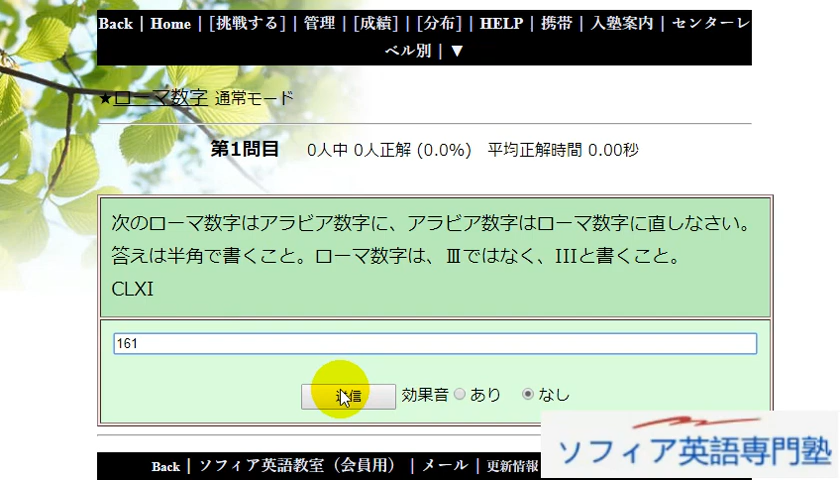 Back | Home | [挑戦する] | 管理 | [成績] | [分布] | HELP | 携帯 | 入塾案内 | センターレ
ベル別 | ▼
★ローマ数字 通常モード
第1問目 0人中 0人正解 (0.0%) 平均正解時間 0.00秒
次のローマ数字はアラビア数字に、アラビア数字はローマ数字に直しなさい。
答えは半角で書くこと。ローマ数字は、Ⅲではなく、IIIと書くこと。
CLXI
161
送信 効果音 あり なし
Back | ソフィア英語教室（会員用） | メール | 更新情報
ソフィア英語専門塾